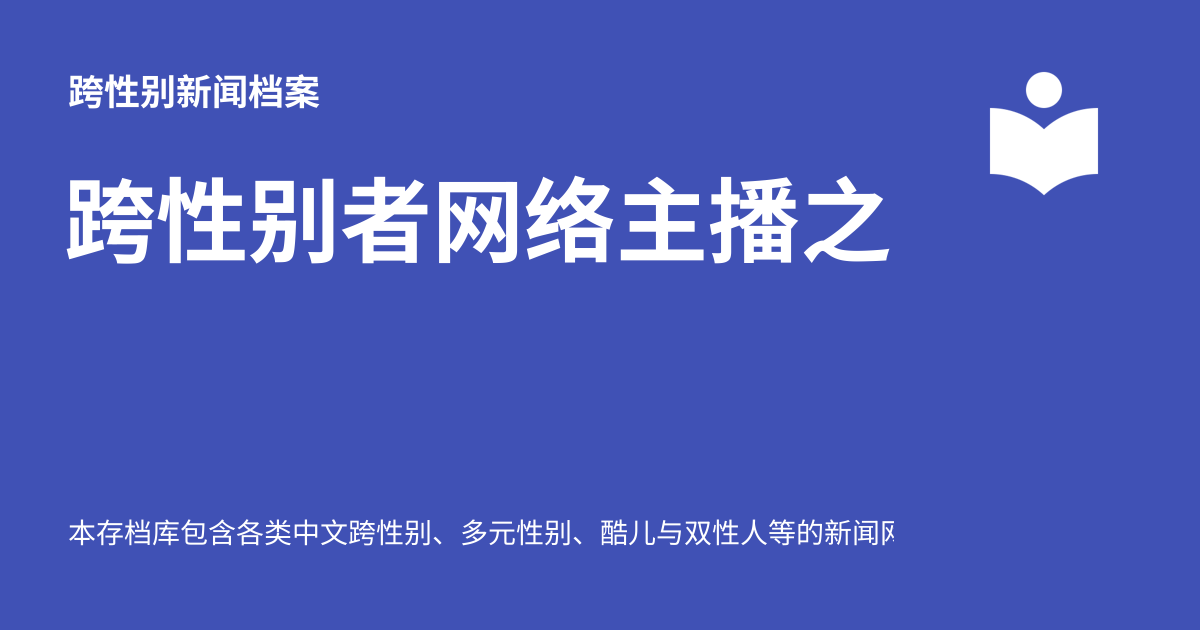 跨性别新闻档案
跨性别者网络主播之
本存档库包含各类中文跨性别、多元性别、酷儿与双性人等的新闻网